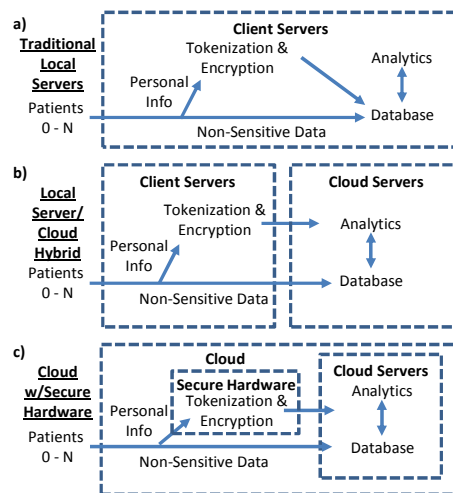 a)
Traditional
Local
Servers
Patients
0 - N
Client Servers
Tokenization &
Encryption
Personal
Info
Analytics
Database
Non-Sensitive Data
b)
Local
Server/
Cloud
Hybrid
Patients
0 - N
Client Servers
Tokenization &
Encryption
Personal
Info
Non-Sensitive Data
Cloud Servers
Analytics
Database
c)
Cloud
w/Secure
Hardware
Patients
0 - N
Cloud
Secure Hardware
Tokenization &
Encryption
Personal
Info
Non-Sensitive Data
Cloud Servers
Analytics
Database